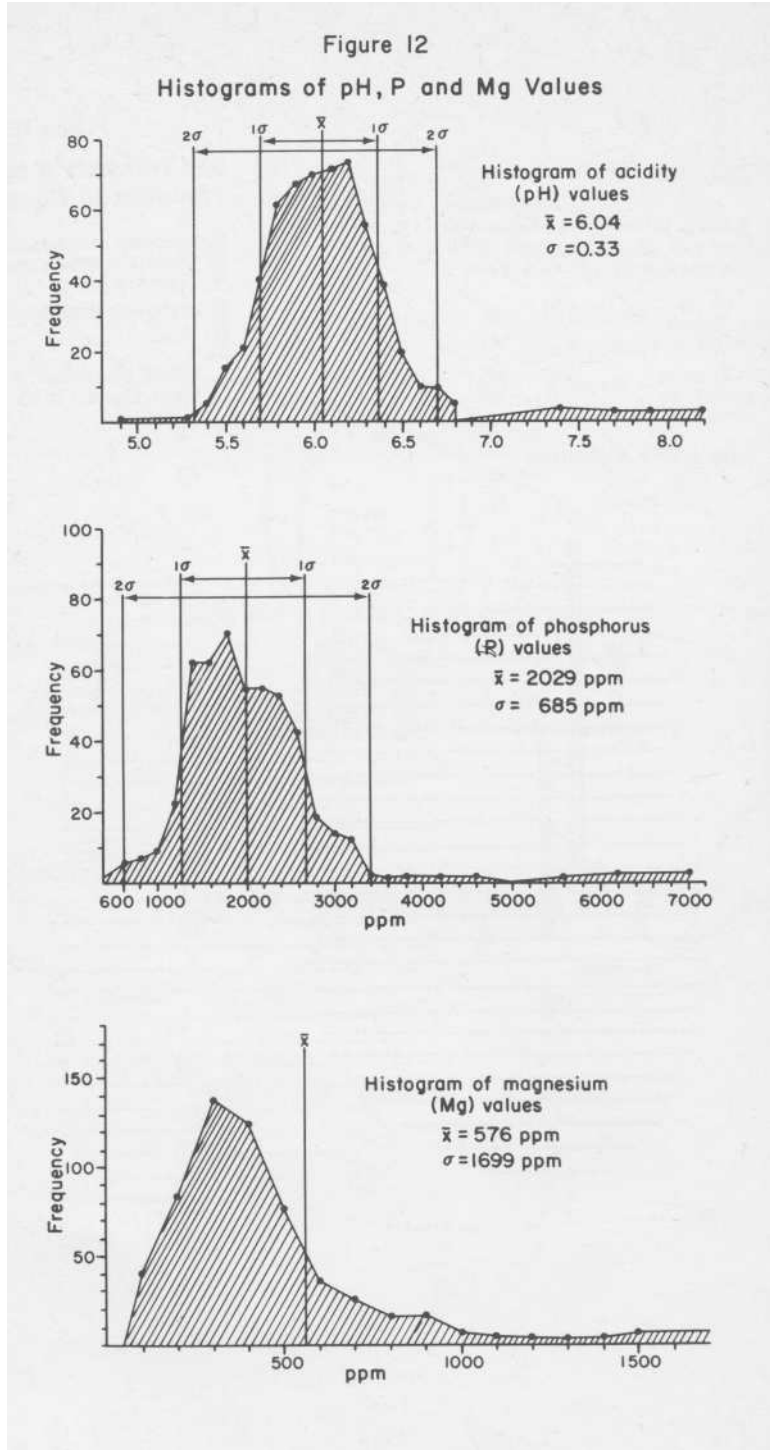 Figure 12
Histograms of pH, P and Mg Values
2σ 1σ x̄ 1σ 2σ
80
60
40
20
Frequency
5.0 5.5 6.0 6.5 7.0 7.5 8.0
Histogram of acidity
(pH) values
x̄ =6.04
σ =0.33
2σ 1σ x̄ 1σ 2σ
100
80
60
40
20
Frequency
600 1000 2000 3000 4000 5000 6000 7000
ppm
Histogram of phosphorus
(P) values
x̄ = 2029 ppm
σ = 685 ppm
x̄
150
100
50
Frequency
500 1000 1500
ppm
Histogram of magnesium
(Mg) values
x̄ = 576 ppm
σ =1699 ppm